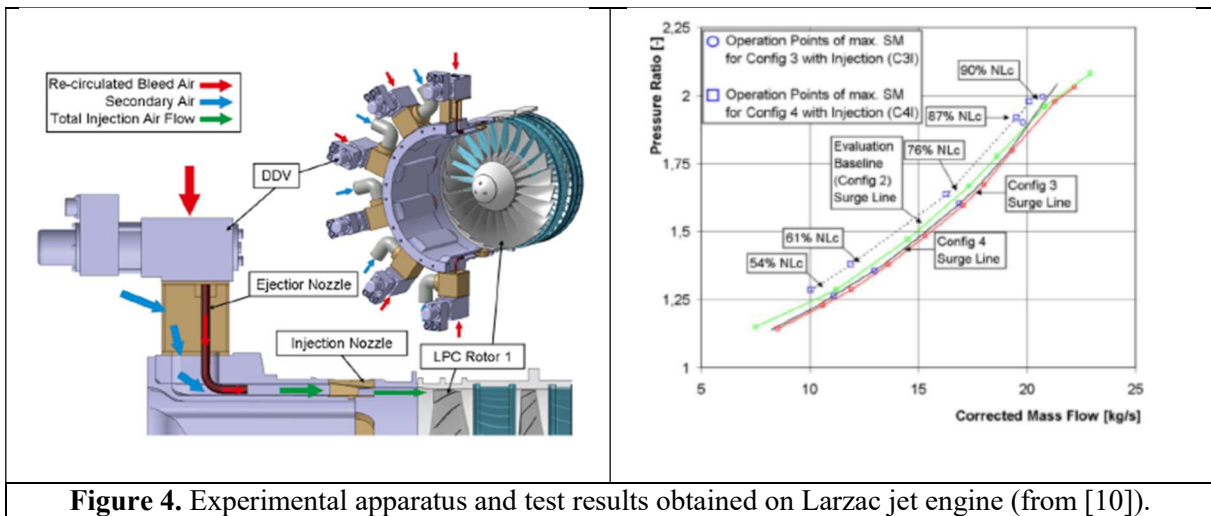 Re-circulated Bleed Air
Secondary Air
Total Injection Air Flow
DDV
Ejectior Nozzle
Injection Nozzle
LPC Rotor 1
Pressure Ratio [-]
2,25
2
1,75
1,5
1,25
1
5
10
15
20
25
Corrected Mass Flow [kg/s]
Operation Points of max. SM
for Config 3 with Injection (C3I)
Operation Points of max. SM
for Config 4 with Injection (C4I)
90% NLc
87% NLc
76% NLc
61% NLc
54% NLc
Evaluation
Baseline
(Config 2)
Surge Line
Config 3
Surge Line
Config 4
Surge Line
Figure 4. Experimental apparatus and test results obtained on Larzac jet engine (from [10]).